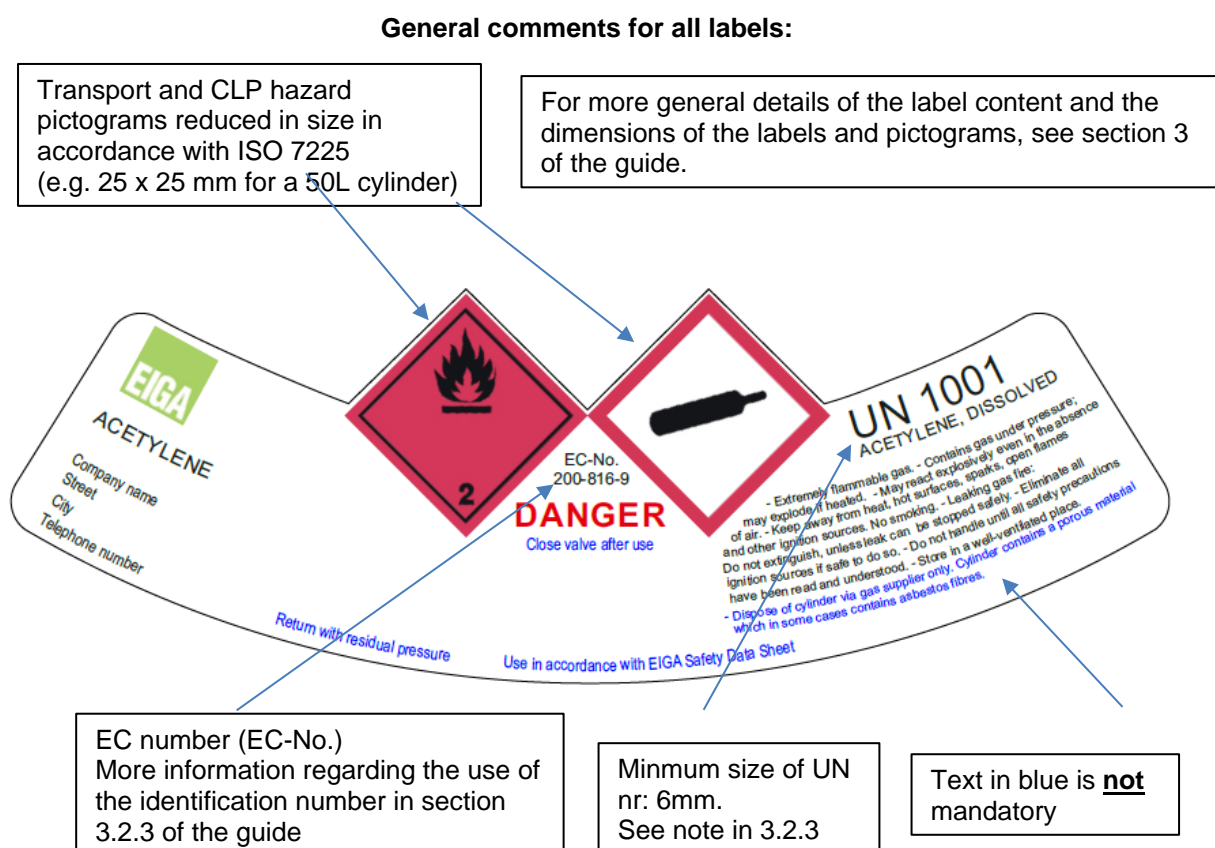 General comments for all labels:
Transport and CLP hazard
pictograms reduced in size in
accordance with ISO 7225
(e.g. 25 x 25 mm for a 50L cylinder)
For more general details of the label content and the
dimensions of the labels and pictograms, see section 3
of the guide.
EIGA
ACETYLENE
Company name
Street
City
Telephone number
2
EC-No.
200-816-9
DANGER
Close valve after use
UN 1001
ACETYLENE, DISSOLVED
- Extremely flammable gas. - Contains gas under pressure;
may explode if heated. - May react explosively even in the absence
of air. - Keep away from heat, hot surfaces, sparks, open flames
and other ignition sources. No smoking. - Leaking gas fire:
Do not extinguish, unless leak can be stopped safely. - Eliminate all
ignition sources if safe to do so. - Do not handle until all safety precautions
have been read and understood. - Store in a well-ventilated place.
- Dispose of cylinder via gas supplier only. Cylinder contains a porous material
which in some cases contains asbestos fibres.
Return with residual pressure
Use in accordance with EIGA Safety Data Sheet
EC number (EC-No.)
More information regarding the use of
the identification number in section
3.2.3 of the guide
Minmum size of UN
nr: 6mm.
See note in 3.2.3
Text in blue is not
mandatory